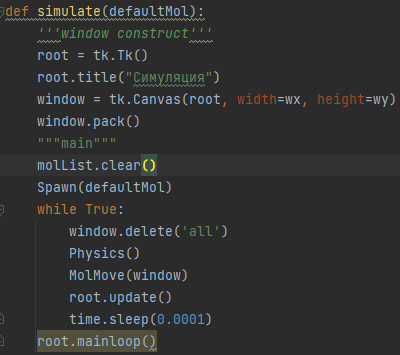 def simulate(defaultMol):
    '''window construct'''
    root = tk.Tk()
    root.title("Симуляция")
    window = tk.Canvas(root, width=wx, height=wy)
    window.pack()
    """main"""
    molList.clear()
    Spawn(defaultMol)
    while True:
        window.delete('all')
        Physics()
        MolMove(window)
        root.update()
        time.sleep(0.0001)
    root.mainloop()